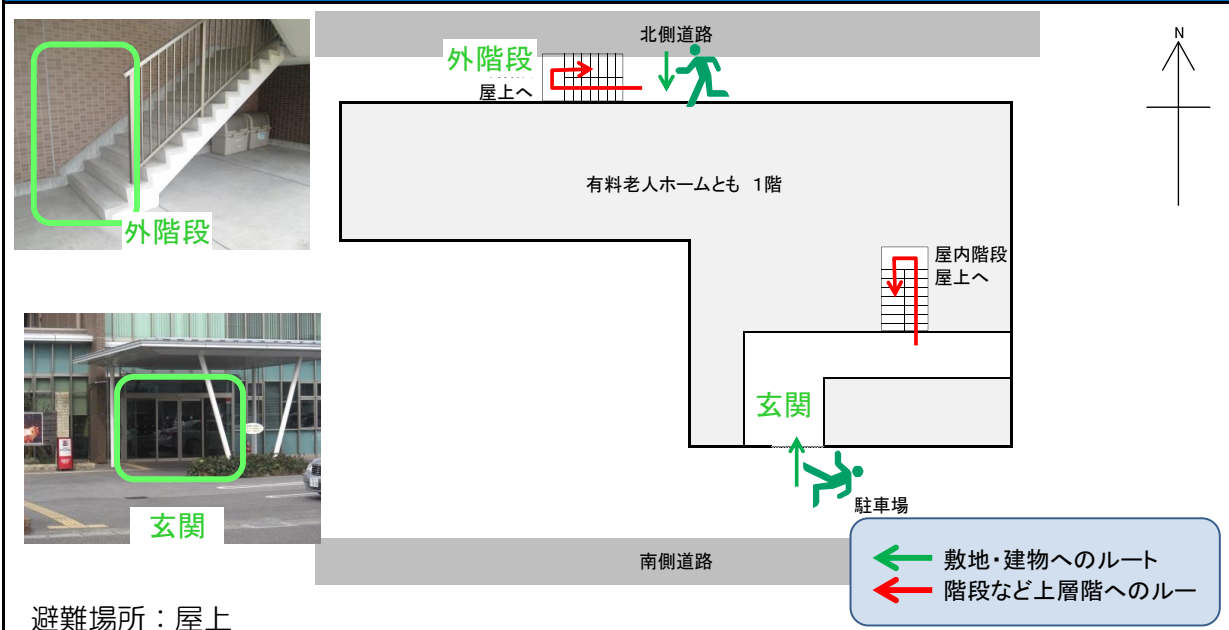 外階段
玄関
避難場所：屋上
北側道路
外階段
屋上へ
有料老人ホームとも 1階
屋内階段
屋上へ
玄関
駐車場
南側道路
敷地・建物へのルート
階段など上層階へのルー
N